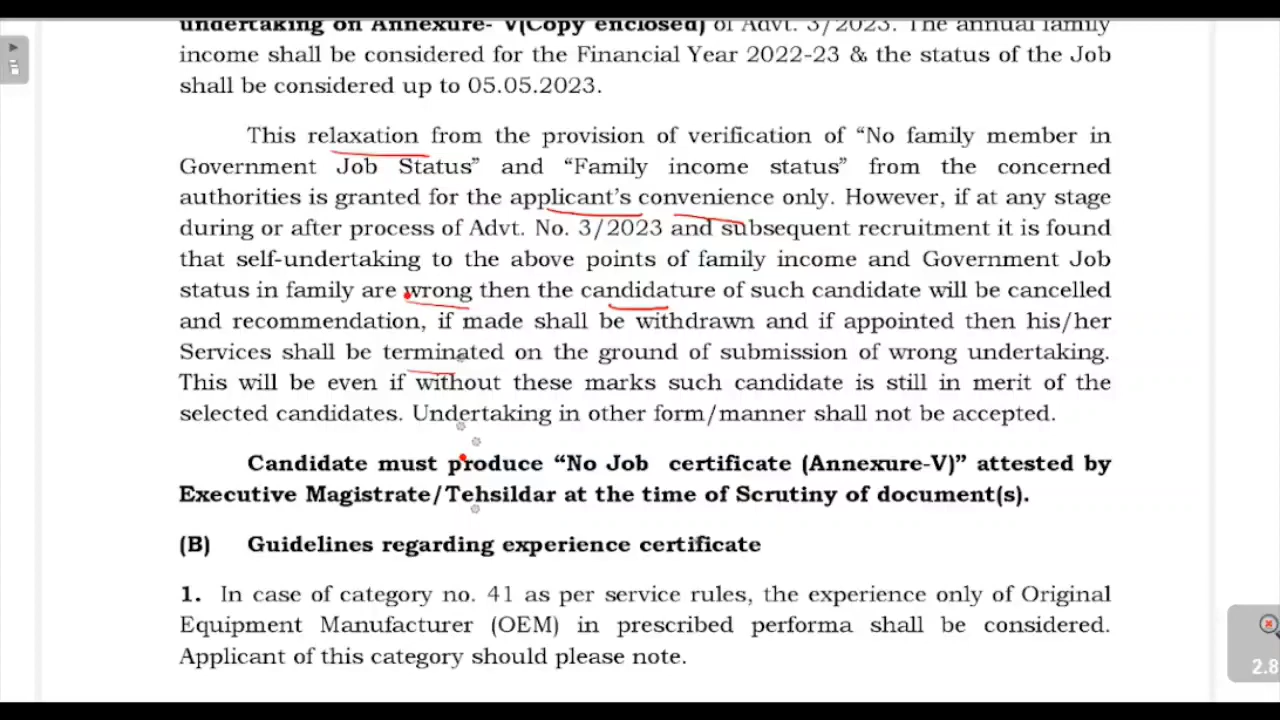 undertaking on Annexure- V(Copy enclosed) of Advt. 3/2023. The annual family
income shall be considered for the Financial Year 2022-23 & the status of the Job
shall be considered up to 05.05.2023.
This relaxation from the provision of verification of “No family member in
Government Job Status” and “Family income status” from the concerned
authorities is granted for the applicant’s convenience only. However, if at any stage
during or after process of Advt. No. 3/2023 and subsequent recruitment it is found
that self-undertaking to the above points of family income and Government Job
status in family are wrong then the candidature of such candidate will be cancelled
and recommendation, if made shall be withdrawn and if appointed then his/her
Services shall be terminated on the ground of submission of wrong undertaking.
This will be even if without these marks such candidate is still in merit of the
selected candidates. Undertaking in other form/manner shall not be accepted.
Candidate must produce “No Job certificate (Annexure-V)” attested by
Executive Magistrate/Tehsildar at the time of Scrutiny of document(s).
(B) Guidelines regarding experience certificate
1. In case of category no. 41 as per service rules, the experience only of Original
Equipment Manufacturer (OEM) in prescribed performa shall be considered.
Applicant of this category should please note.
2.8